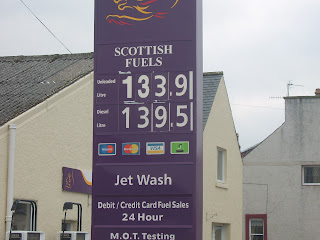 SCOTTISH
FUELS
Unleaded
Litre
133.9
Diesel
Litre
139.5
VISA
Jet Wash
Debit / Credit Card Fuel Sales
24 Hour
M.O.T. Testing